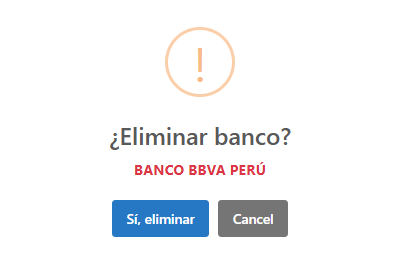 !
¿Eliminar banco?
BANCO BBVA PERÚ
Sí, eliminar
Cancel